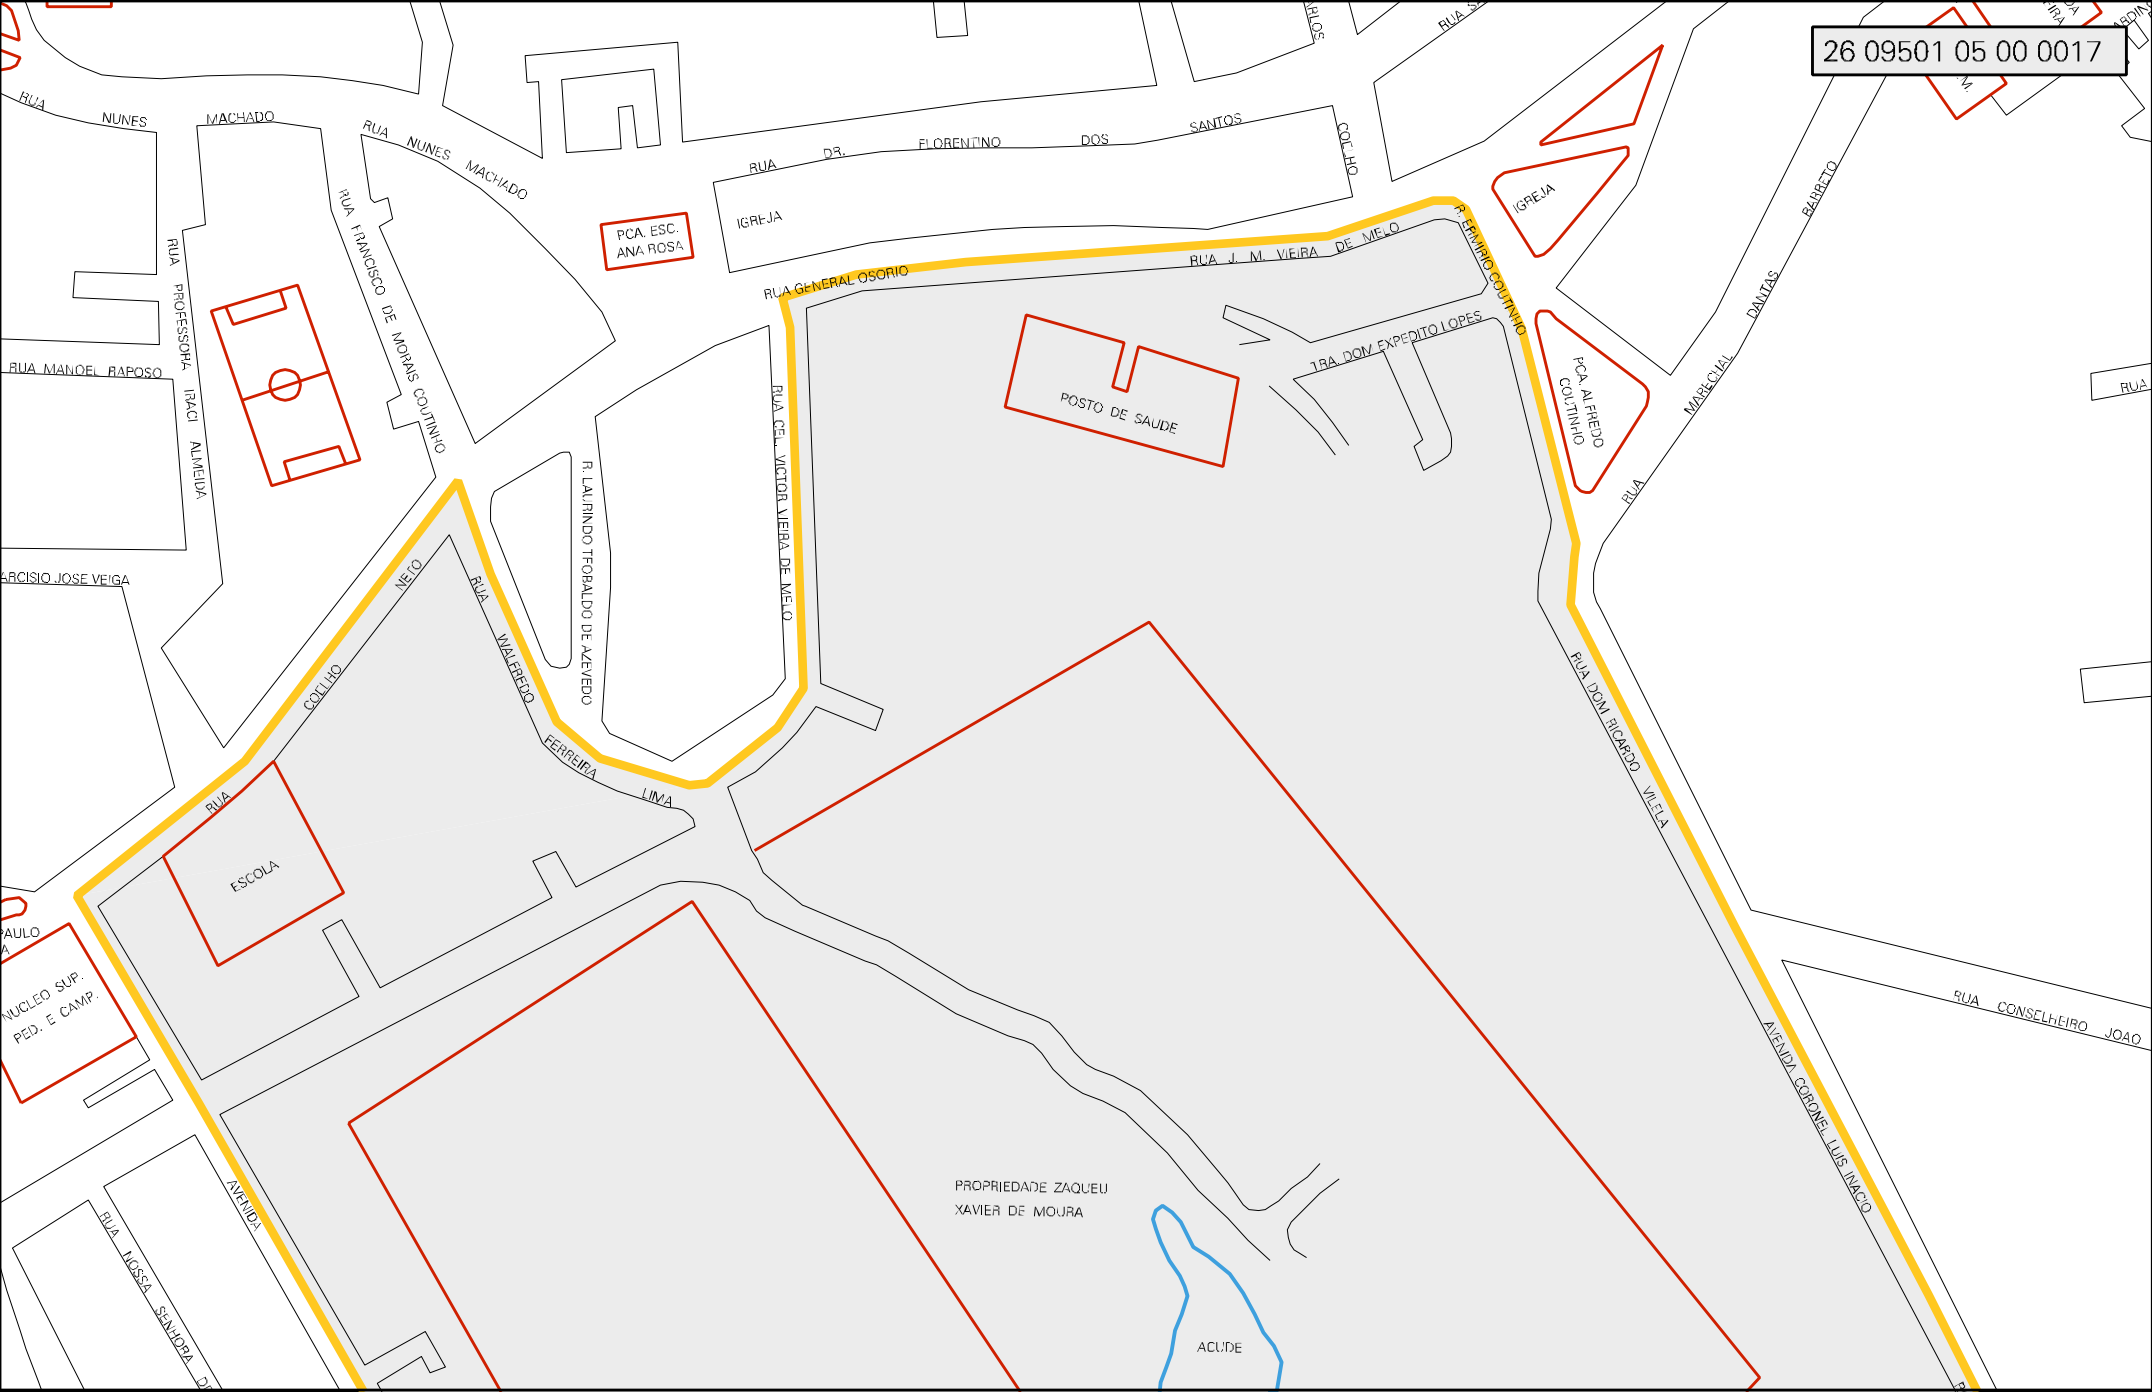 26 09501 05 00 0017
RUA NUNES MACHADO
RUA NUNES MACHADO
RUA DR. FLORENTINO DOS SANTOS
COELHO
IGREJA
PCA. ESC.
ANA ROSA
IGREJA
RUA GENERAL OSORIO
RUA J. M. VIEIRA DE MELO
R. ERMIRIO COUTINHO
TRA. DOM EXPEDITO LOPES
POSTO DE SAUDE
PCA. ALFREDO
COUTINHO
RUA MARECHAL DANTAS BARRETO
RUA
RUA PROFESSORA IRACI ALMEIDA
RUA FRANCISCO DE MORAIS COUTINHO
RUA MANOEL RAPOSO
ARCISIO JOSE VEIGA
RUA CEL. VICTOR VIEIRA DE MELO
R. LAURINDO TEOBALDO DE AZEVEDO
RUA COELHO NETO
RUA WALFREDO FERREIRA LIMA
ESCOLA
PAULO
A
NUCLEO SUP.
PED. E CAMP.
RUA DOM RICARDO VILELA
AVENIDA CORONEL LUIS INACIO
RUA CONSELHEIRO JOAO
AVENIDA
RUA NOSSA SENHORA DE
PROPRIEDADE ZAQUEU
XAVIER DE MOURA
ACUDE